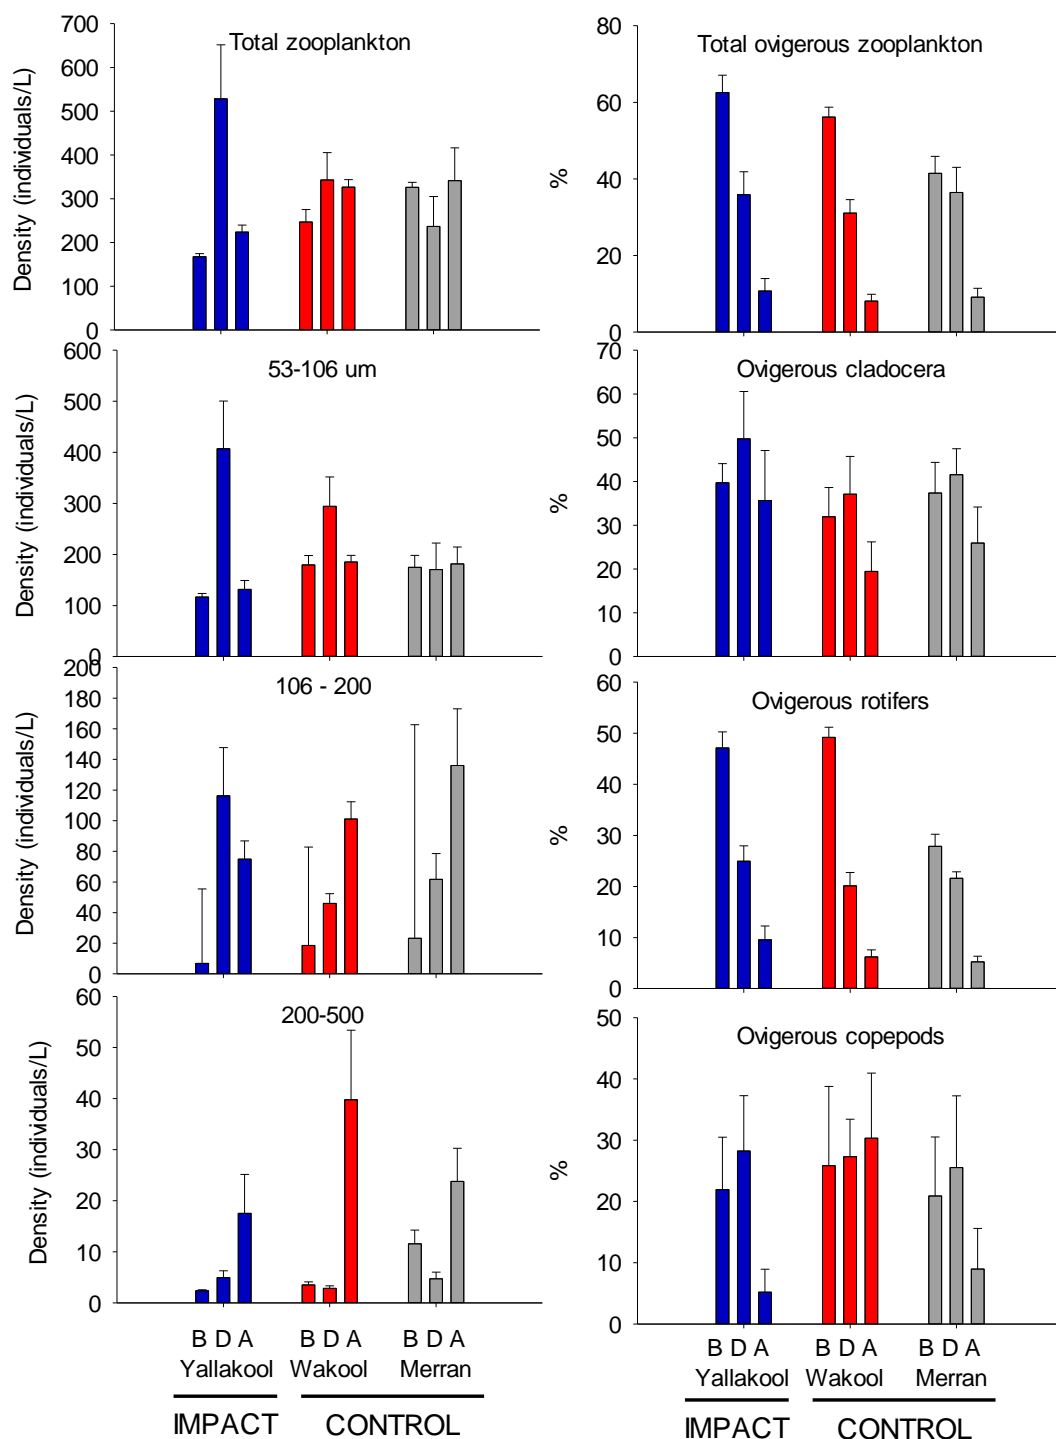 Total zooplankton
Density (individuals/L)
700
600
500
400
300
200
100
0
53-106 um
Density (individuals/L)
600
500
400
300
200
100
0
106 - 200
Density (individuals/L)
200
180
160
140
120
100
80
60
40
20
0
200-500
Density (individuals/L)
60
50
40
30
20
10
0
B D A
B D A
B D A
Yallakool
Wakool
Merran
IMPACT
CONTROL
Total ovigerous zooplankton
%
80
60
40
20
0
Ovigerous cladocera
%
70
60
50
40
30
20
10
0
Ovigerous rotifers
%
60
50
40
30
20
10
0
Ovigerous copepods
%
50
40
30
20
10
0
B D A
B D A
B D A
Yallakool
Wakool
Merran
IMPACT
CONTROL